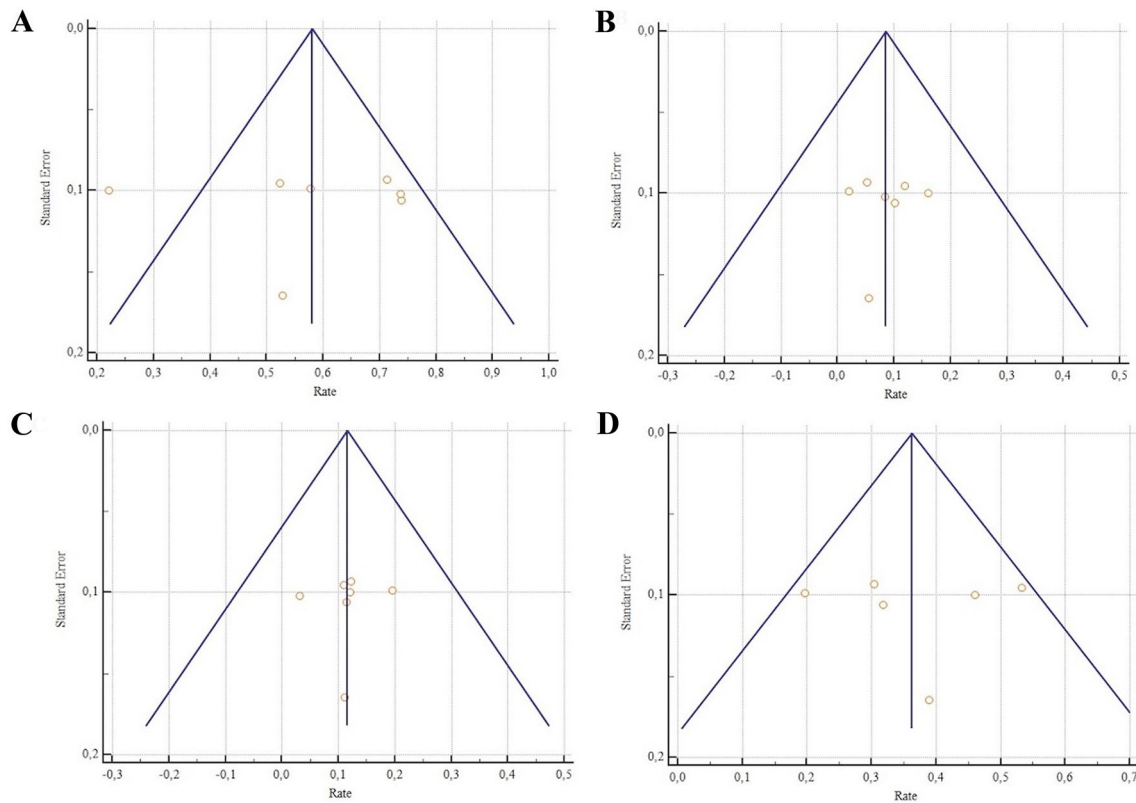 A
0,0
0,1
0,2
Standard Error
0,2 0,3 0,4 0,5 0,6 0,7 0,8 0,9 1,0
Rate
B
0,0
0,1
0,2
Standard Error
-0,3 -0,2 -0,1 0,0 0,1 0,2 0,3 0,4 0,5
Rate
C
0,0
0,1
0,2
Standard Error
-0,3 -0,2 -0,1 0,0 0,1 0,2 0,3 0,4 0,5
Rate
D
0,0
0,1
0,2
Standard Error
0,0 0,1 0,2 0,3 0,4 0,5 0,6 0,7
Rate